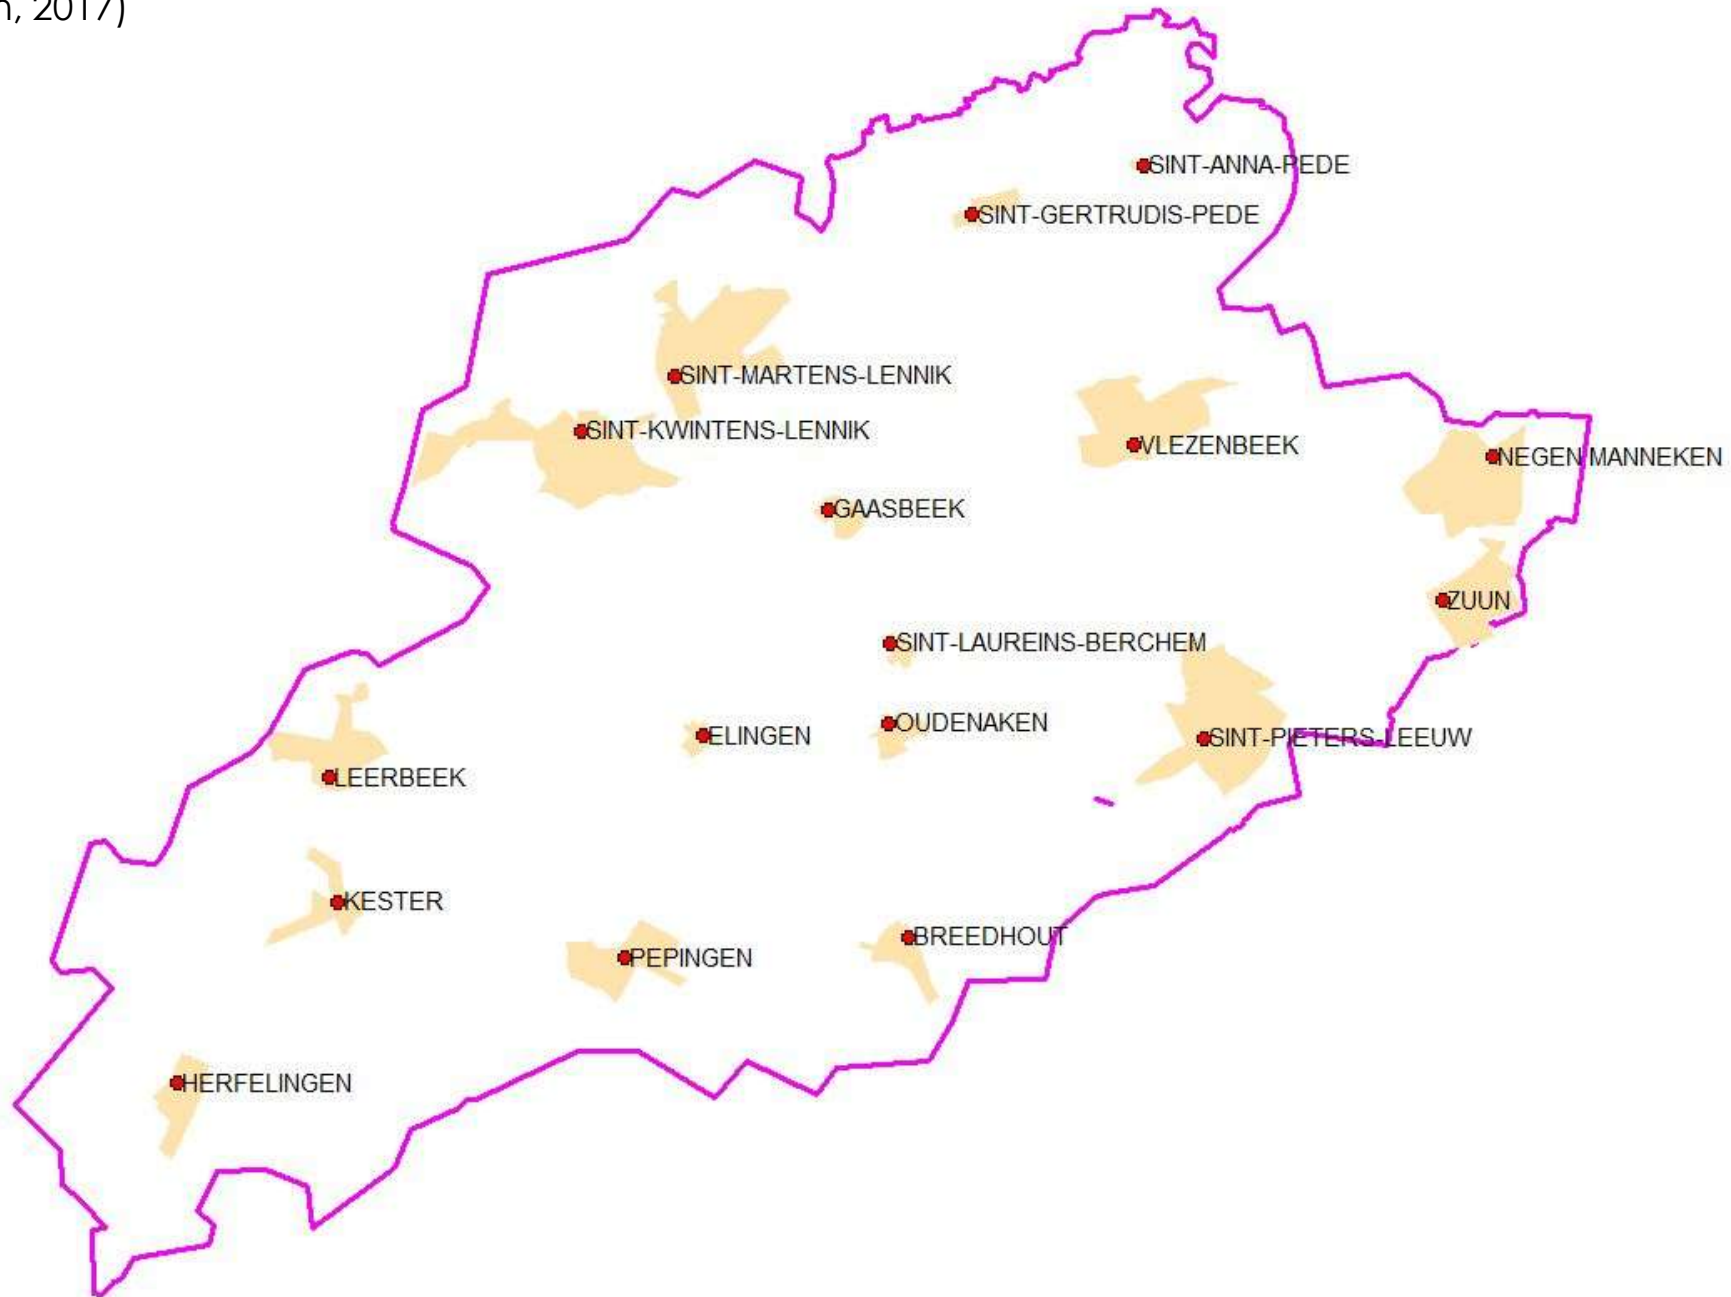 n, 2017)
SINT-ANNA-PEDE
SINT-GERTRUDIS-PEDE
SINT-MARTENS-LENNIK
SINT-KWINTENS-LENNIK
VLEZENBEEK
NEGEN MANNEKEN
GAASBEEK
ZUUN
SINT-LAUREINS-BERCHEM
OUDENAKEN
ELINGEN
SINT-PIETERS-LEEUW
LEERBEEK
KESTER
BREEDHOUT
PEPINGEN
HERFELINGEN